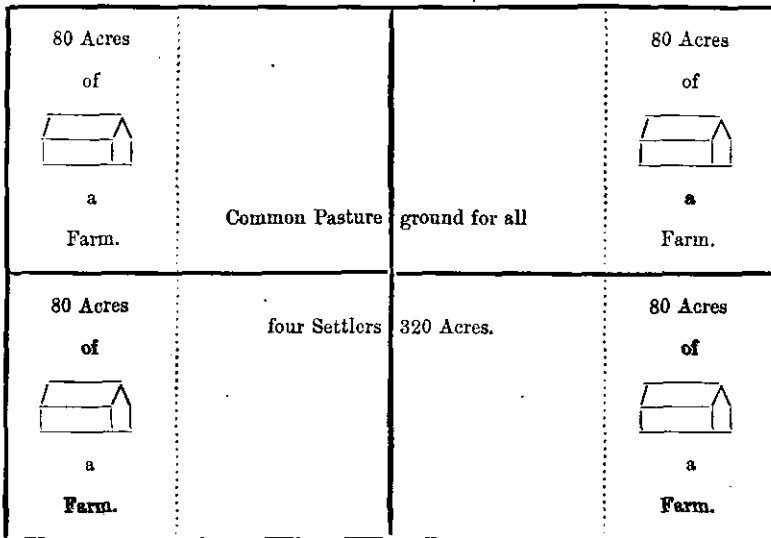 80 Acres
of
a
Farm.
Common Pasture ground for all
80 Acres
of
a
Farm.
80 Acres
of
a
Farm.
four Settlers 320 Acres.
80 Acres
of
a
Farm.